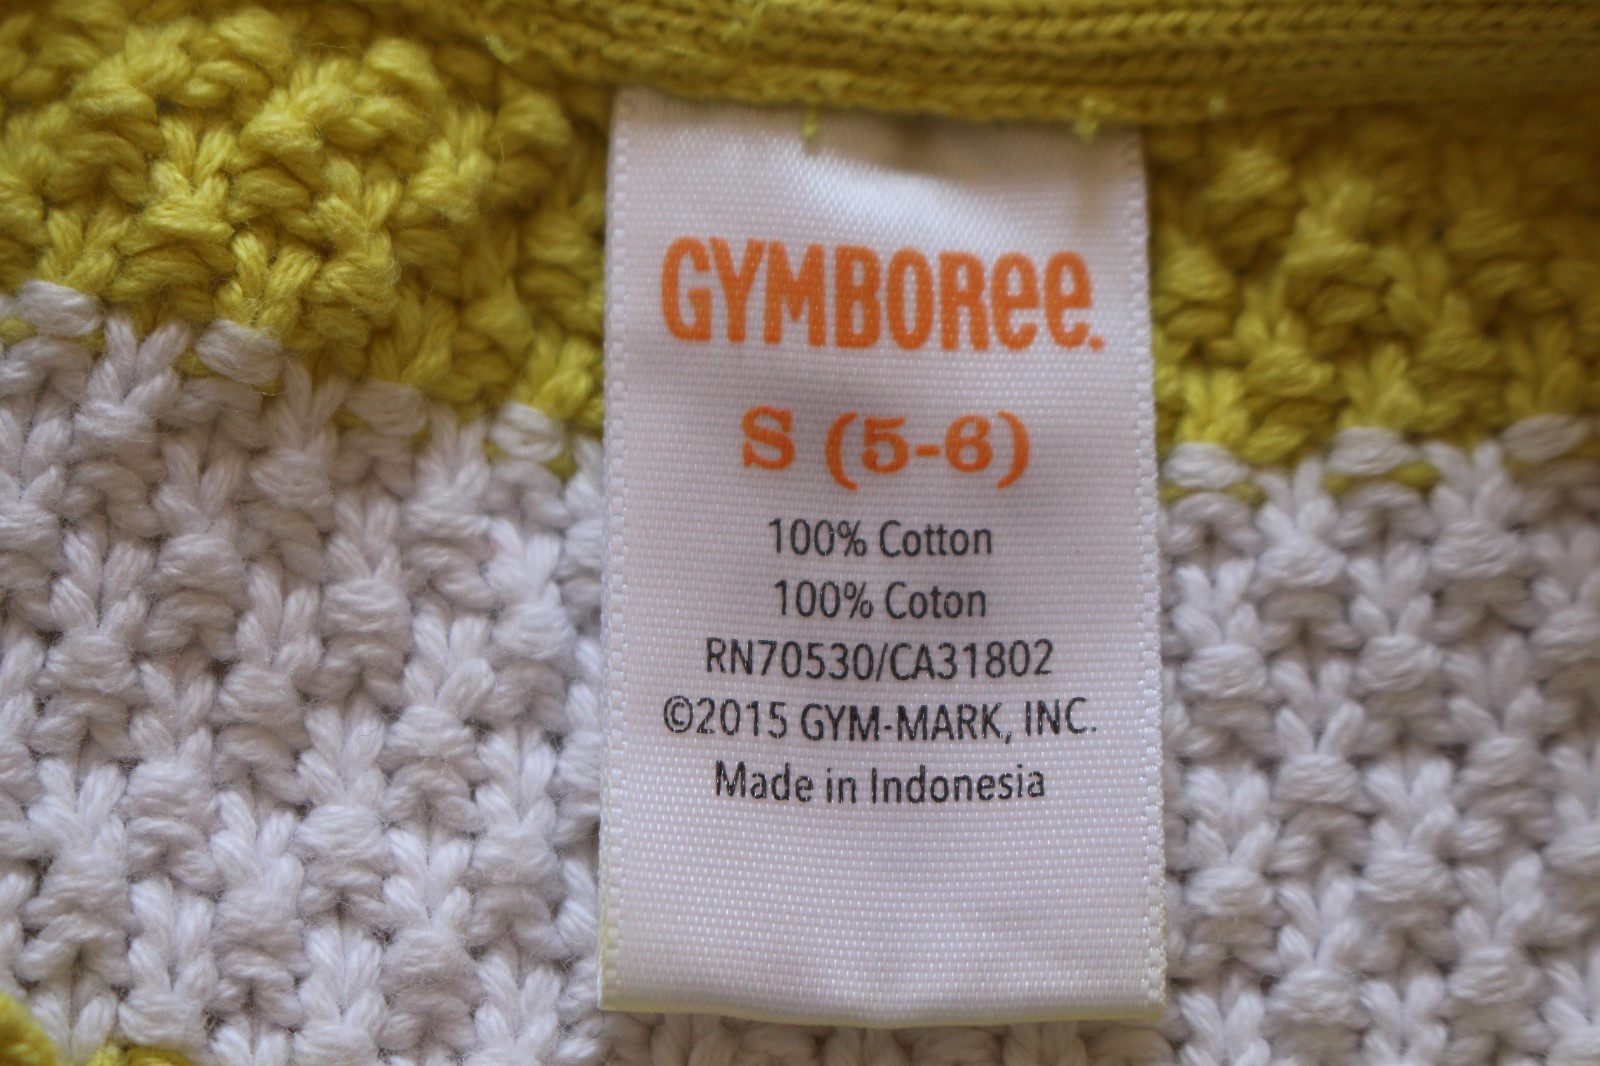 GYMBOREE.
S (5-6)
100% Cotton
100% Coton
RN70530/CA31802
©2015 GYM-MARK, INC.
Made in Indonesia